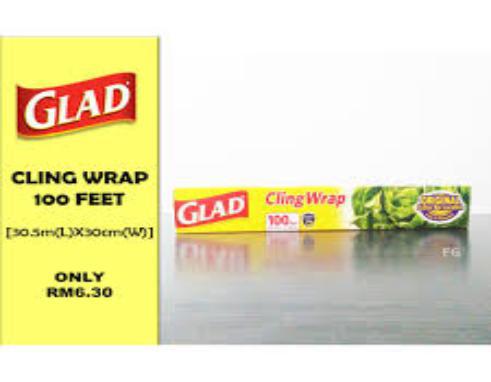 GLAD
CLING WRAP
100 FEET
[30.5m(L)X30cm(W)]
ONLY
RM6.30
GLAD
Cling Wrap
100
ORIGINAL
FG